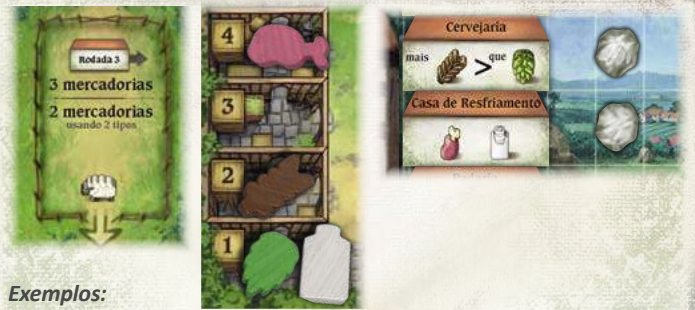 Rodada 3
3 mercadorias
2 mercadorias
usando 2 tipos
4
3
2
1
Cervejaria
mais > que
Casa de Resfriamento
Exemplos: